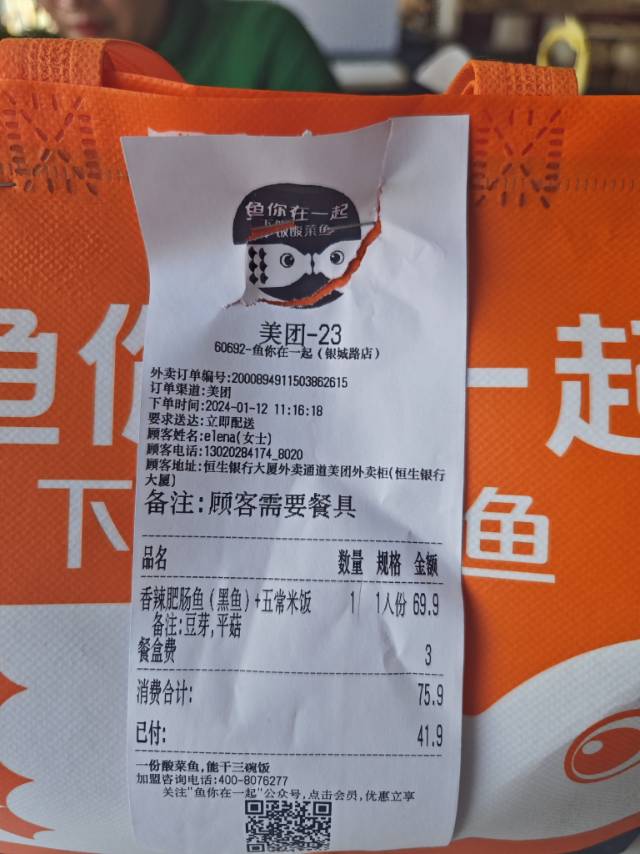 鱼你在一起
下饭酸菜鱼
美团-23
60692-鱼你在一起(银城路店)
外卖订单编号:2000894911503862615
订单渠道:美团
下单时间:2024-01-12 11:16:18
要求送达:立即配送
顾客姓名:elena(女士)
顾客电话:13020284174_8020
顾客地址:恒生银行大厦外卖通道美团外卖柜(恒生银行
大厦)
备注:顾客需要餐具
品名 数量 规格 金额
香辣肥肠鱼(黑鱼)+五常米饭 1 1人份 69.9
备注:豆芽,平菇
餐盒费 3
消费合计: 75.9
已付: 41.9
一份酸菜鱼,能干三碗饭
加盟咨询电话:400-8076277
关注"鱼你在一起"公众号,点击会员,优惠立享
鱼你 一起
下 鱼